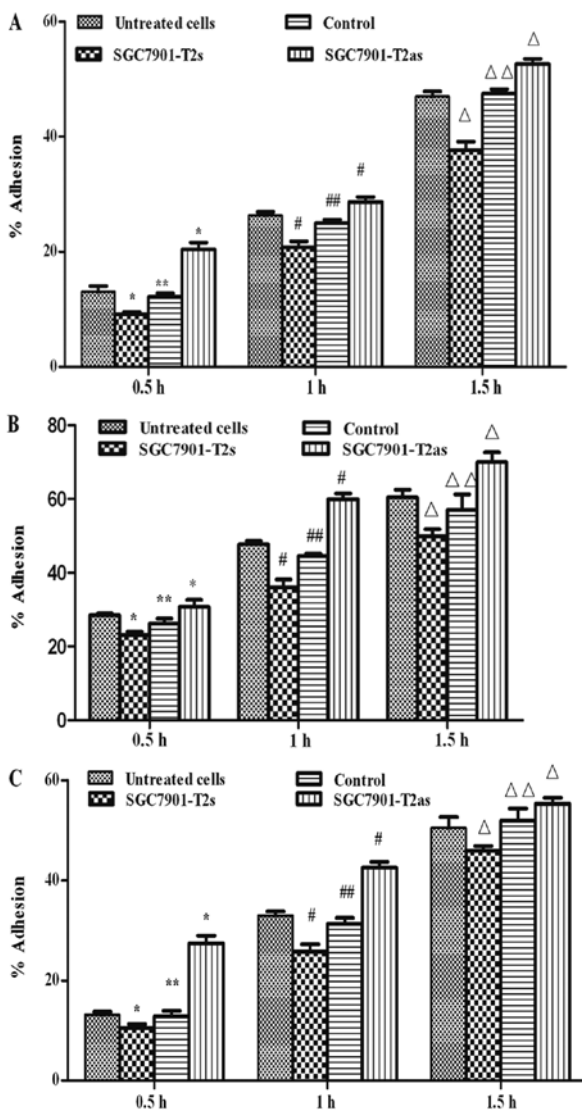 A
Untreated cells
Control
SGC7901-T2s
SGC7901-T2as
% Adhesion
60
40
20
0
* ** *
# ## #
△ △ △ △
0.5 h 1 h 1.5 h
B
Untreated cells
Control
SGC7901-T2s
SGC7901-T2as
% Adhesion
80
60
40
20
0
* ** *
# ## #
△ △ △ △
0.5 h 1 h 1.5 h
C
Untreated cells
Control
SGC7901-T2s
SGC7901-T2as
% Adhesion
60
40
20
0
* ** *
# ## #
△ △ △ △
0.5 h 1 h 1.5 h